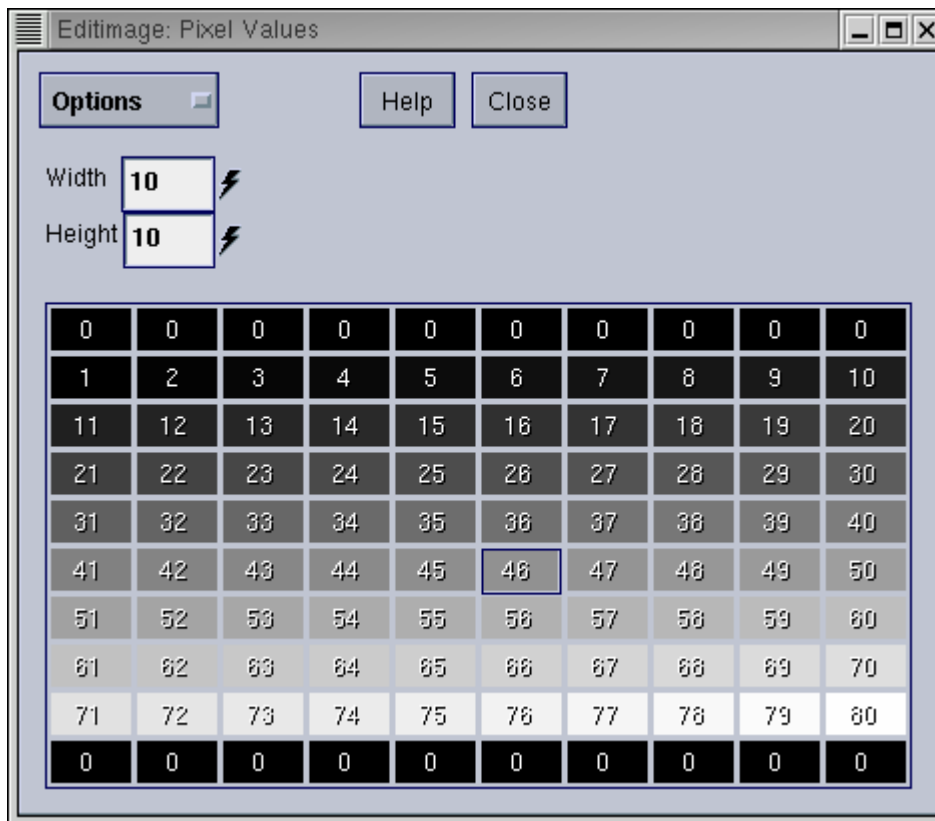 Editimage: Pixel Values
Options Help Close
Width 10
Height 10
0 0 0 0 0 0 0 0 0 0
1 2 3 4 5 6 7 8 9 10
11 12 13 14 15 16 17 18 19 20
21 22 23 24 25 26 27 28 29 30
31 32 33 34 35 36 37 38 39 40
41 42 43 44 45 46 47 48 49 50
51 52 53 54 55 56 57 58 59 60
61 62 63 64 65 66 67 68 69 70
71 72 73 74 75 76 77 78 79 80
0 0 0 0 0 0 0 0 0 0